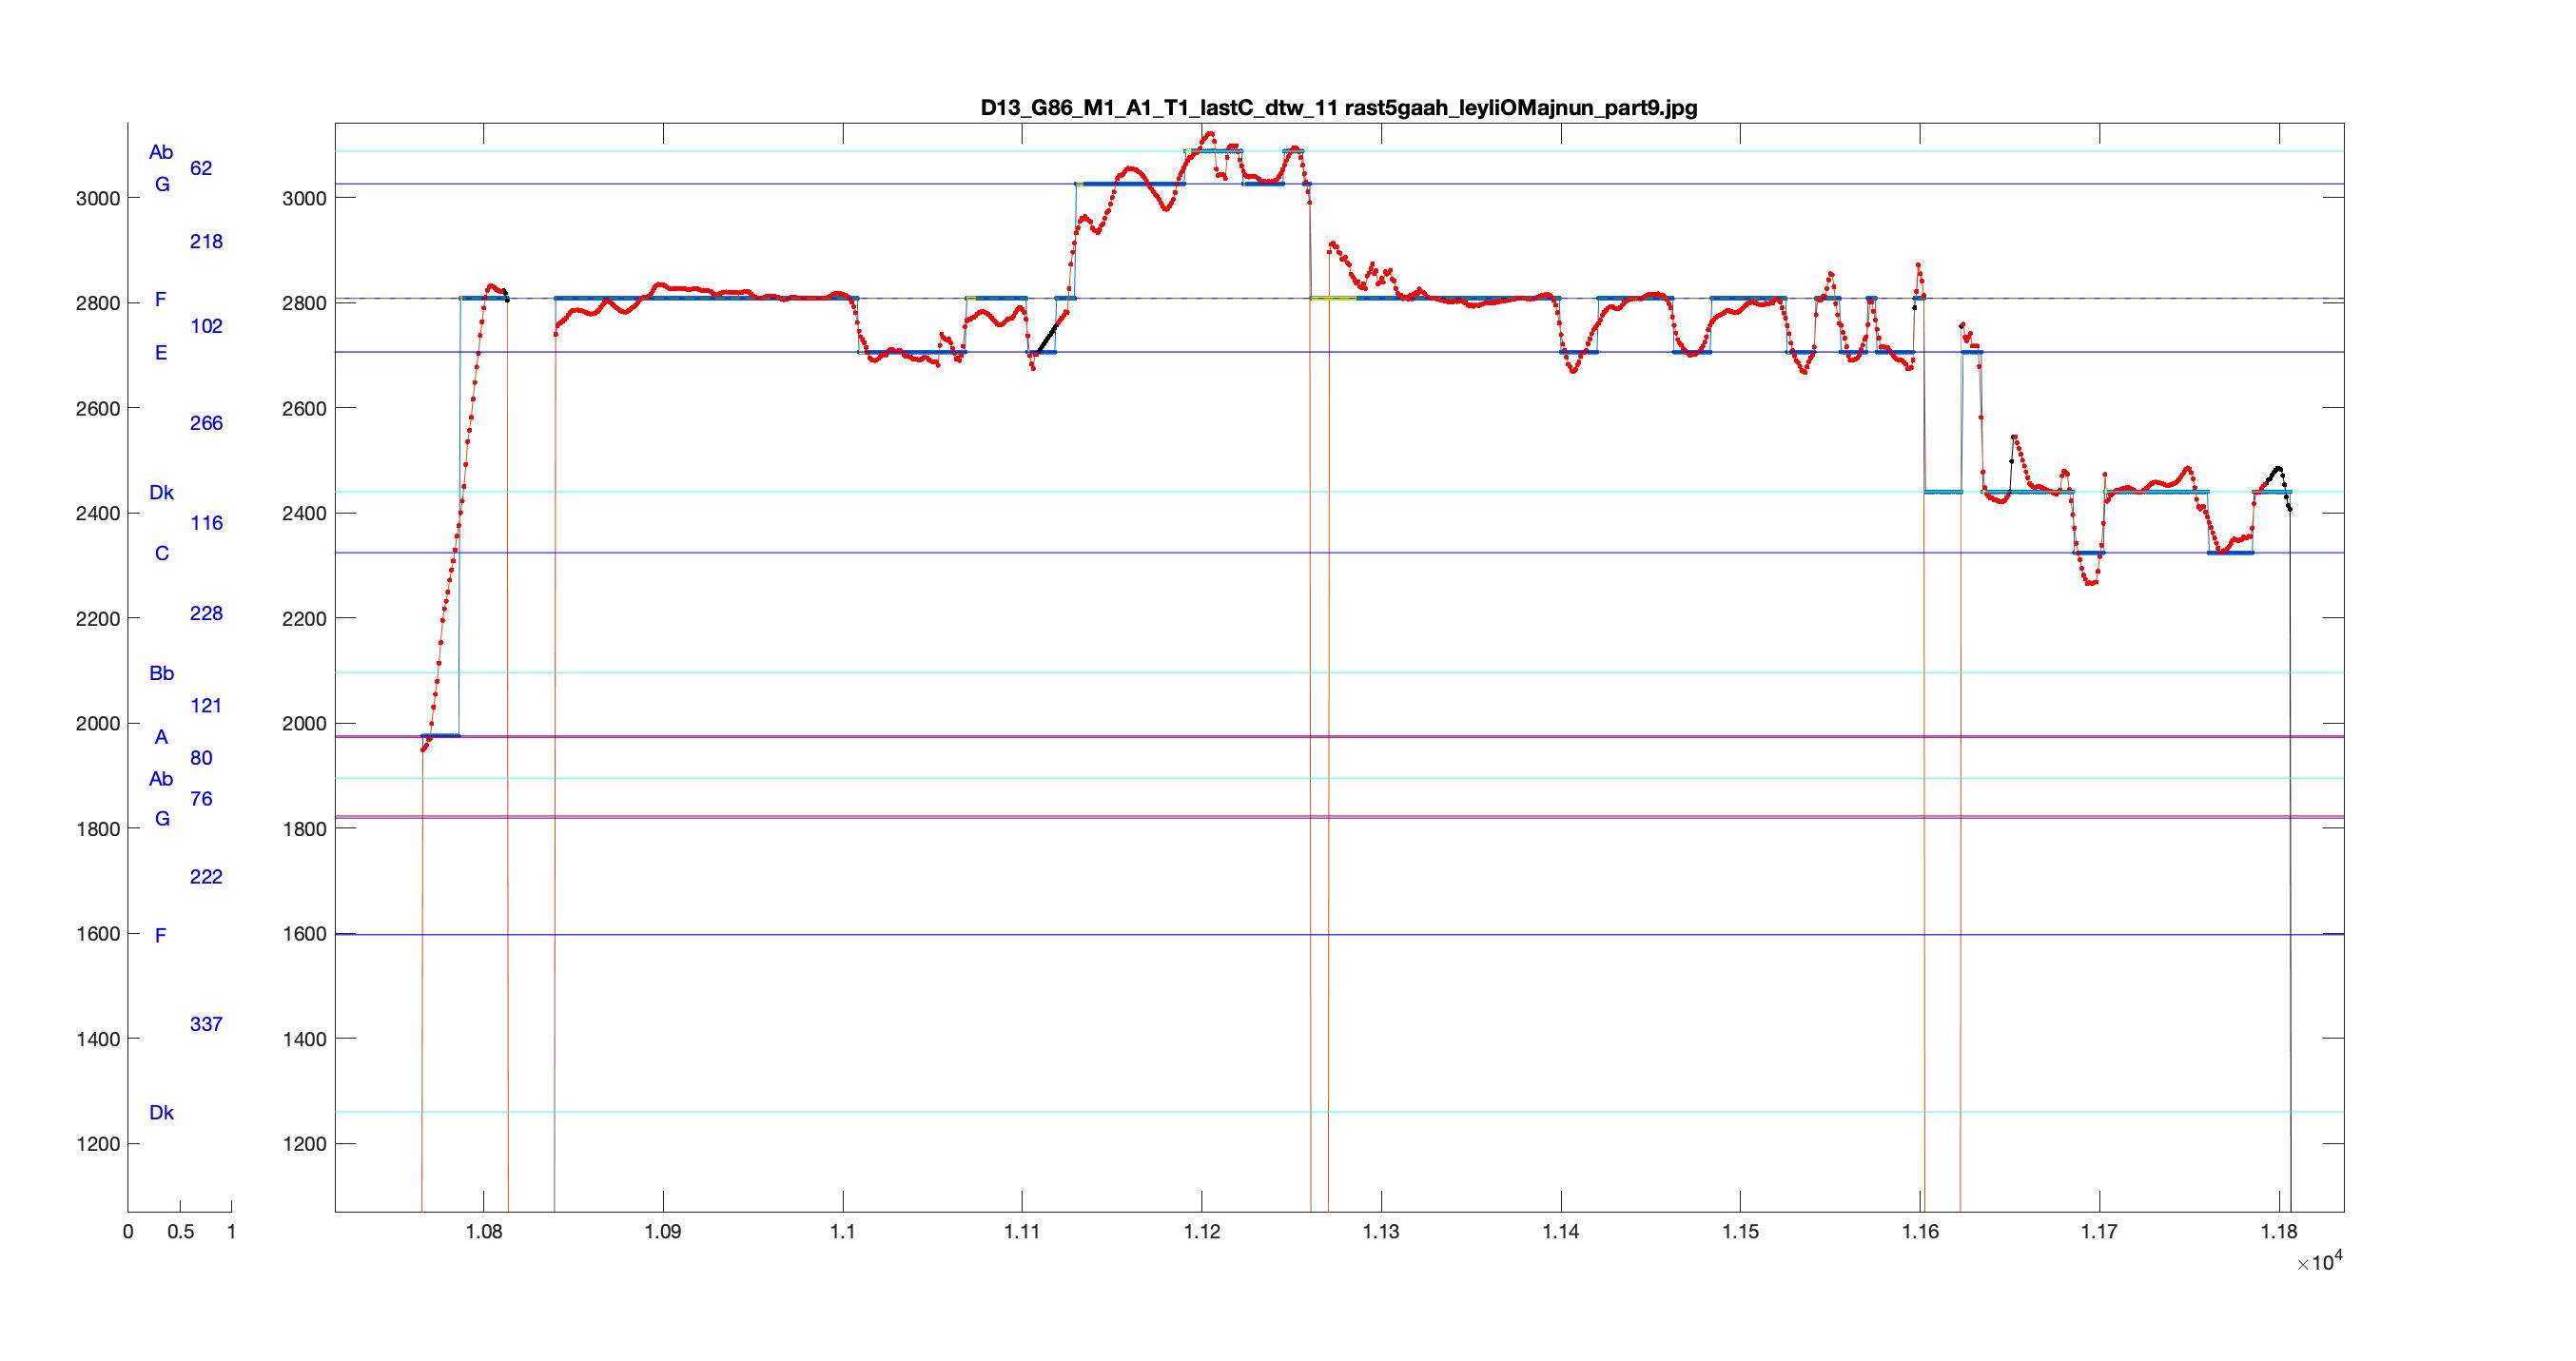 D13_G86_M1_A1_T1_lastC_dtw_11 rast5gaah_leyliOMajnun_part9.jpg
Ab
62
G
3000
3000
218
F
2800
2800
102
E
2600
2600
266
Dk
2400
2400
116
C
228
2200
2200
Bb
121
2000
2000
A
80
Ab
76
G
1800
1800
222
F
1600
1600
337
1400
1400
Dk
1200
1200
0 0.5 1
1.08 1.09 1.1 1.11 1.12 1.13 1.14 1.15 1.16 1.17 1.18
×10^4